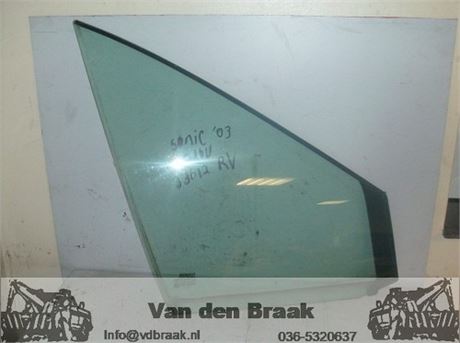 sonic '03
RV
Van den Braak
Info@vdbraak.nl
036-5320637